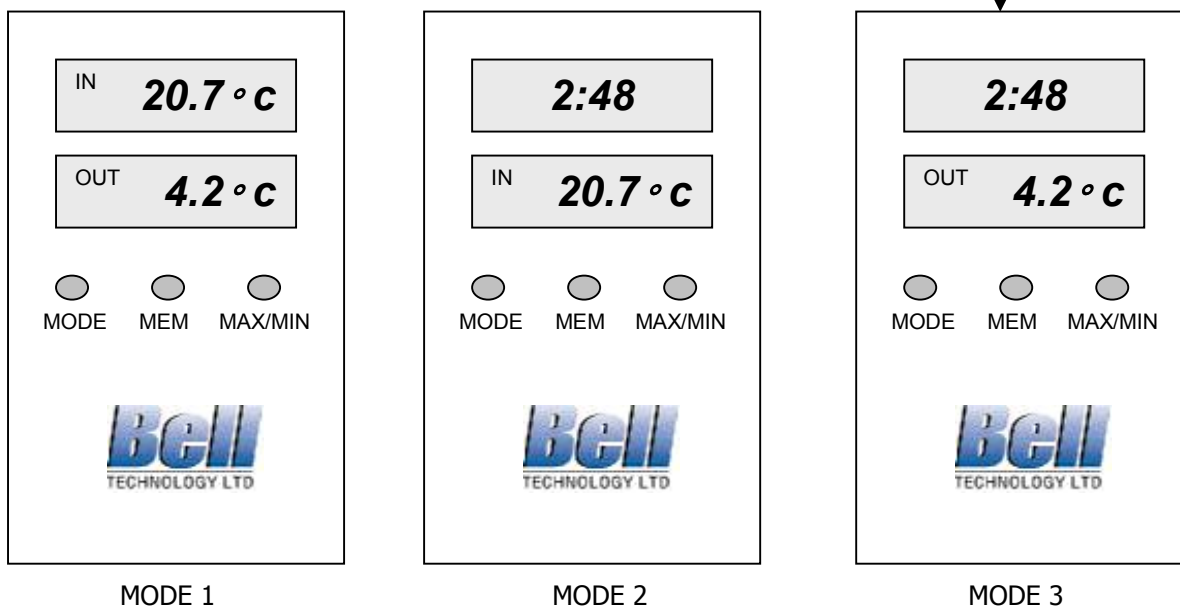 IN 20.7 ° c
OUT 4.2 ° c
MODE MEM MAX/MIN
Bell
TECHNOLOGY LTD
MODE 1
2:48
IN 20.7 ° c
MODE MEM MAX/MIN
Bell
TECHNOLOGY LTD
MODE 2
2:48
OUT 4.2 ° c
MODE MEM MAX/MIN
Bell
TECHNOLOGY LTD
MODE 3